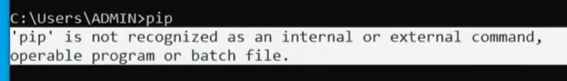 C:\Users\ADMIN>pip
'pip' is not recognized as an internal or external command,
operable program or batch file.